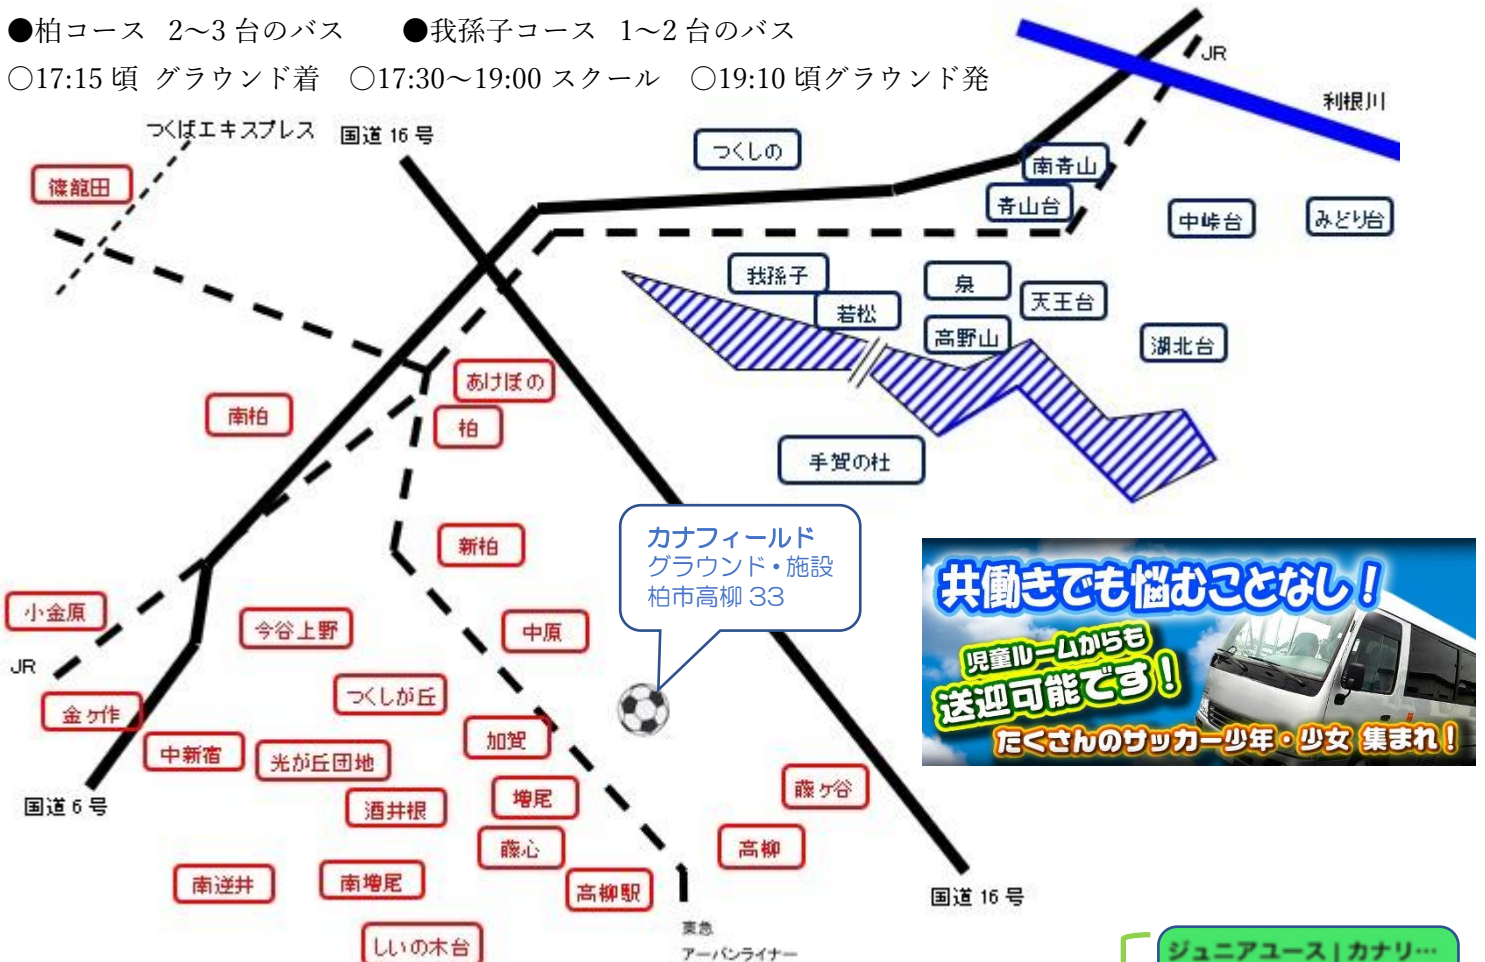 ●柏コース 2～3台のバス ●我孫子コース 1～2台のバス
○17:15頃 グラウンド着 ○17:30～19:00 スクール ○19:10頃グラウンド発
JR
利根川
つくばエキスプレス
国道16号
つくしの
南青山
篠籠田
青山台
中峠台
みどり台
我孫子
泉
天王台
若松
高野山
湖北台
あけぼの
南柏
柏
手賀の杜
新柏
カナフィールド
グラウンド・施設
柏市高柳33
共働きでも悩むことなし！
児童ルームからも
送迎可能です！
たくさんのサッカー少年・少女 集まれ！
小金原
今谷上野
中原
JR
つくしが丘
金ヶ作
加賀
中新宿
光が丘団地
藤ヶ谷
国道6号
酒井根
増尾
藤心
高柳
南逆井
南増尾
高柳駅
国道16号
東急
アーバンライナー
しいの木台
ジュニアユース | カナリ…